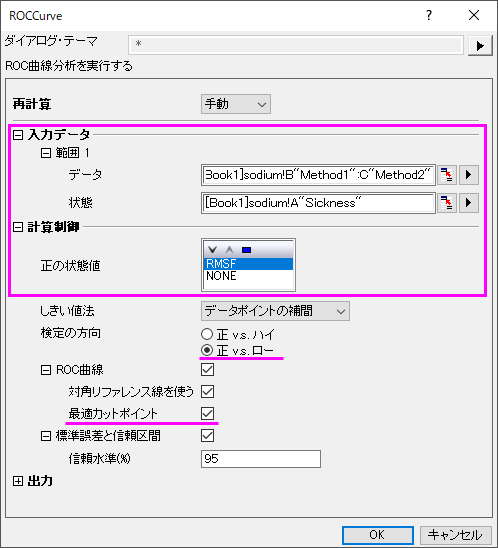 ROCCurve
?
ダイアログ・テーマ *
ROC曲線分析を実行する
再計算 手動
入力データ
範囲 1
データ Book1]sodium!B"Method1":C"Method2"
状態 [Book1]sodium!A"Sickness"
計算制御
正の状態値 RMSF
NONE
しきい値法 データポイントの補間
検定の方向 正 v.s. ハイ
正 v.s. ロー
ROC曲線
対角リファレンス線を使う
最適カットポイント
標準誤差と信頼区間
信頼水準(%) 95
出力
OK キャンセル